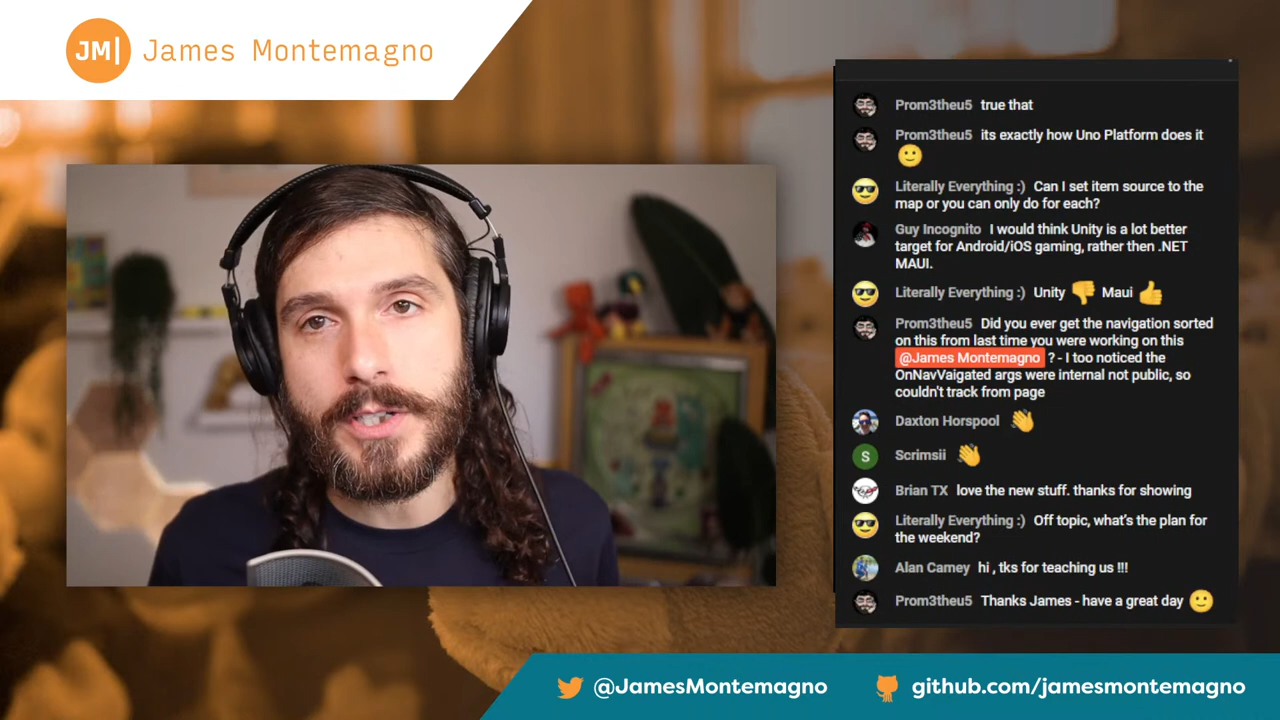 JM| James Montemagno
Prom3theu5 true that
Prom3theu5 its exactly how Uno Platform does it
Literally Everything :) Can I set item source to the
map or you can only do for each?
Guy Incognito I would think Unity is a lot better
target for Android/iOS gaming, rather then .NET
MAUI.
Literally Everything :) Unity 👎 Maui 👍
Prom3theu5 Did you ever get the navigation sorted
on this from last time you were working on this
@James Montemagno ? - I too noticed the
OnNavVaigated args were internal not public, so
couldn't track from page
Daxton Horspool
S Scrimsii
Brian TX love the new stuff. thanks for showing
Literally Everything :) Off topic, what's the plan for
the weekend?
Alan Carney hi , tks for teaching us !!!
Prom3theu5 Thanks James - have a great day
@JamesMontemagno
github.com/jamesmontemagno